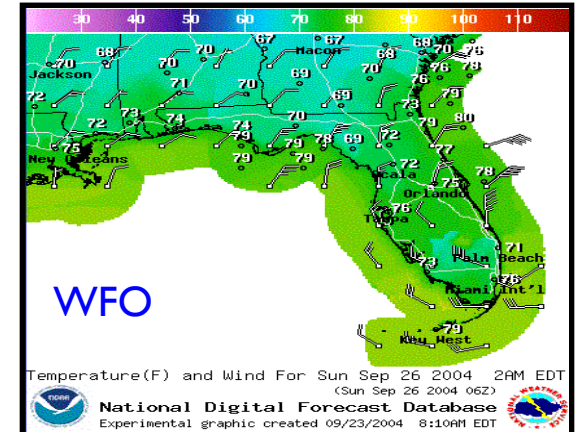 30 40 50 60 70 80 90 100 110
67 67 69 70 76
68 70 Macon 68
70 70 69 70 76 78
Jackson 71 70 76
72 69 73 79
72 73 74 74 70 79 80
75 79 79 78 69 72 77
New Orleans 79 79 72 78
Ocala 75
Orlando
76
Tampa
71
73 Palm Beach
76
Miami Int'l
WFO
79
Key West
Temperature(F) and Wind For Sun Sep 26 2004 2AM EDT
(Sun Sep 26 2004 06Z)
National Digital Forecast Database
Experimental graphic created 09/23/2004 8:10AM EDT
noaa